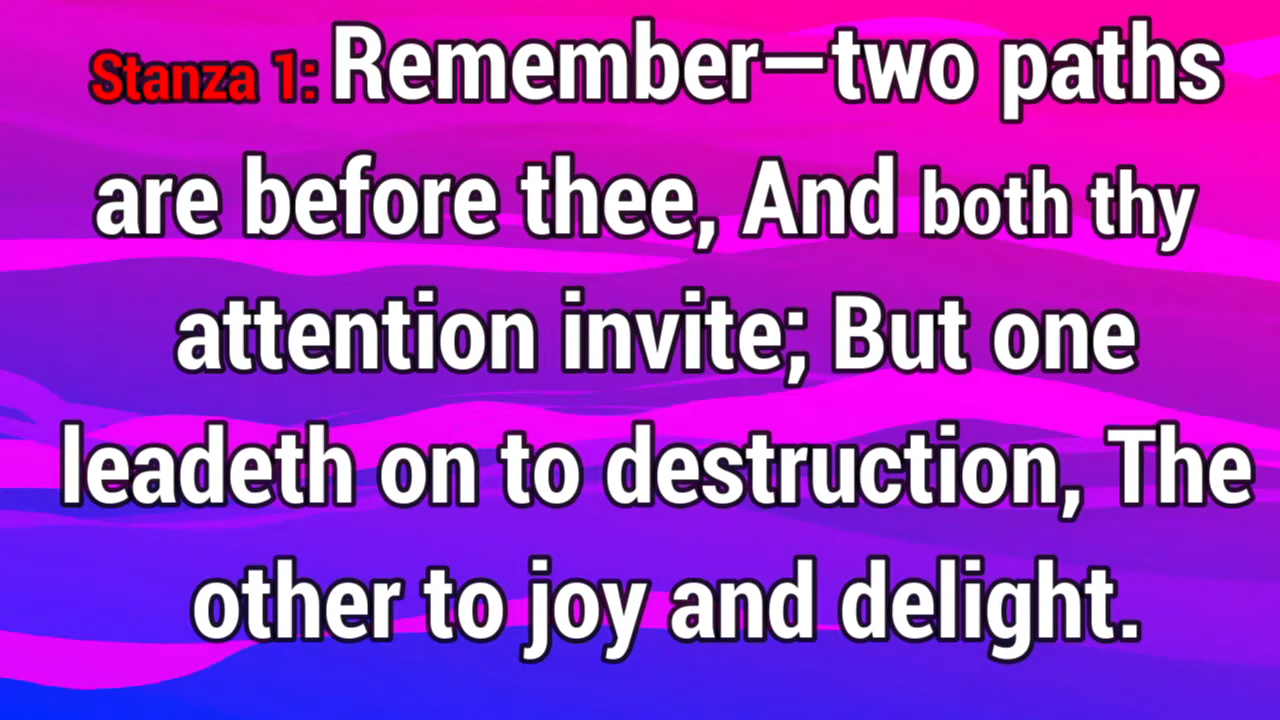 Stanza 1: Remember—two paths
are before thee, And both thy
attention invite; But one
leadeth on to destruction, The
other to joy and delight.